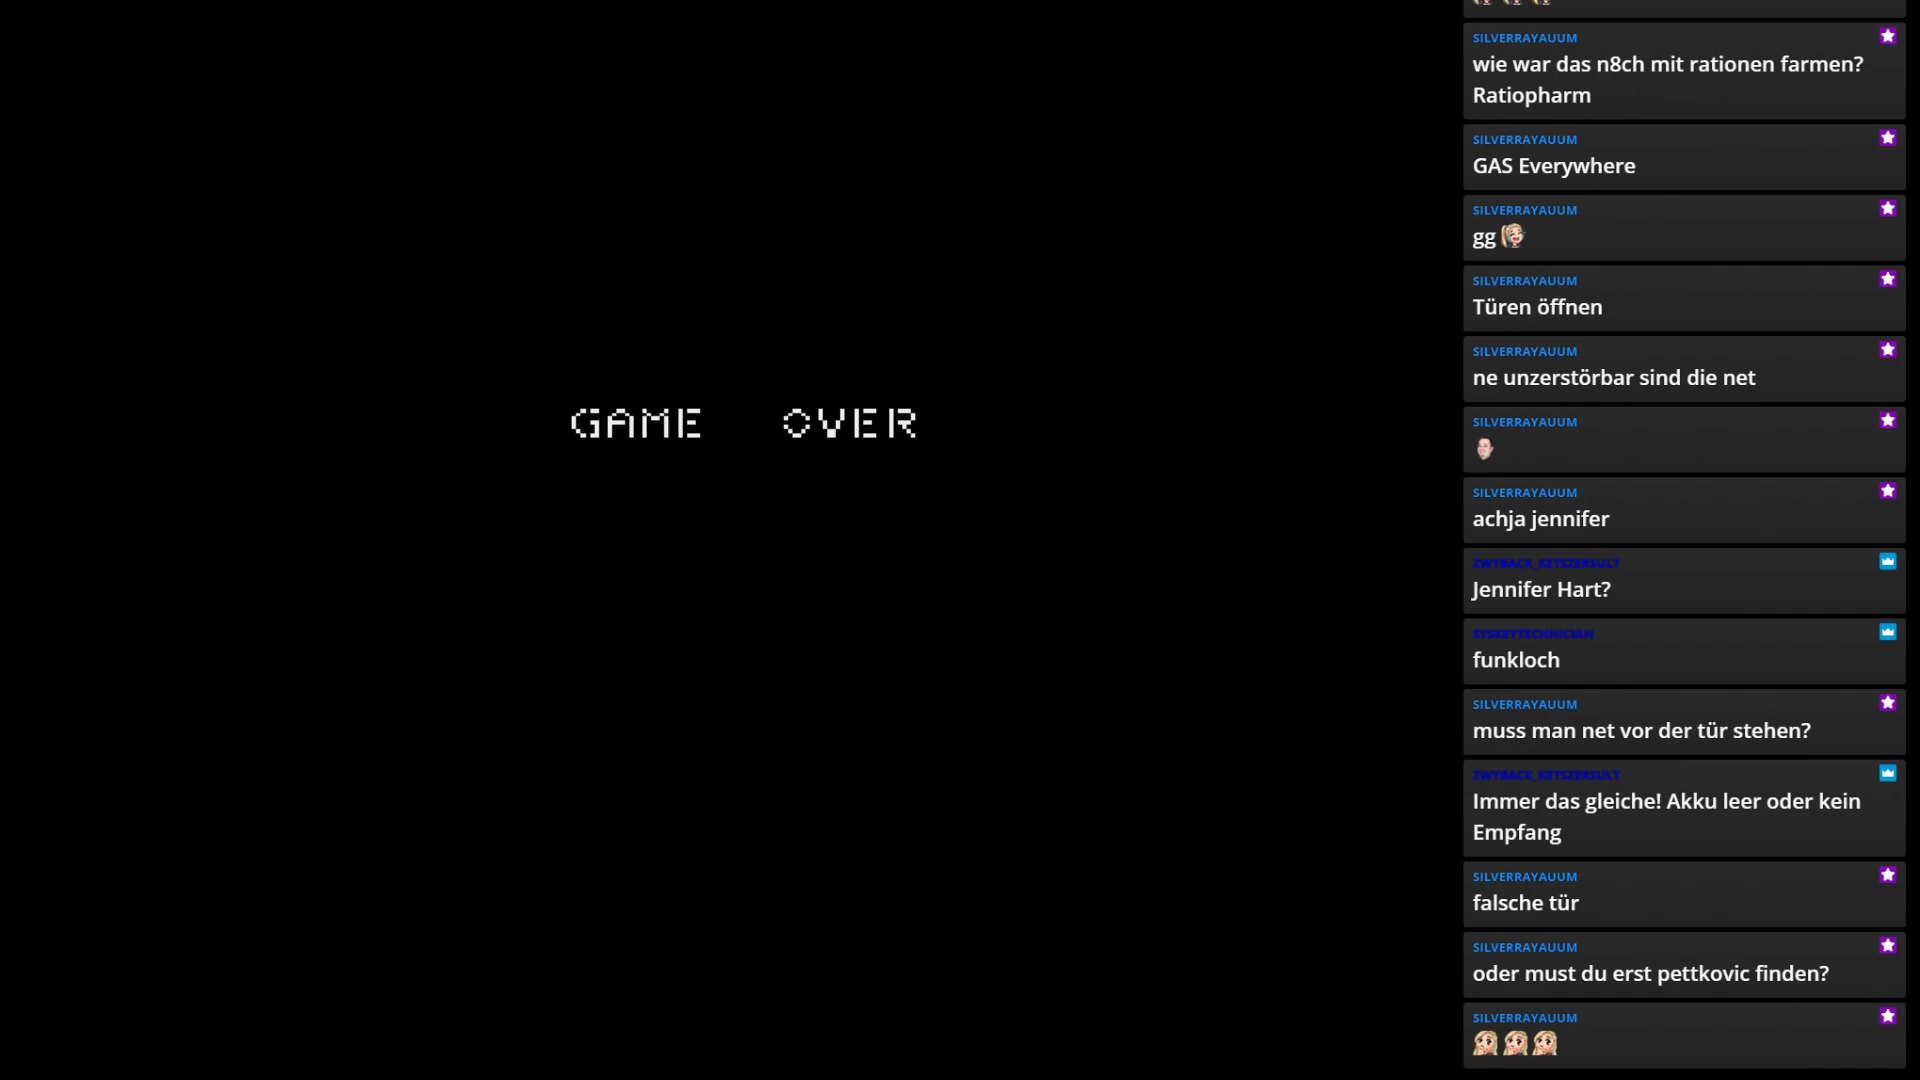 GAME OVER
SILVERRAYAUUM
wie war das n8ch mit rationen farmen?
Ratiopharm
SILVERRAYAUUM
GAS Everywhere
SILVERRAYAUUM
gg
SILVERRAYAUUM
Türen öffnen
SILVERRAYAUUM
ne unzerstörbar sind die net
SILVERRAYAUUM
SILVERRAYAUUM
achja jennifer
ZWYBACK_KETSZERSULT
Jennifer Hart?
SYSKEYTECHNICIAN
funkloch
SILVERRAYAUUM
muss man net vor der tür stehen?
ZWYBACK_KETSZERSULT
Immer das gleiche! Akku leer oder kein
Empfang
SILVERRAYAUUM
falsche tür
SILVERRAYAUUM
oder must du erst pettkovic finden?
SILVERRAYAUUM